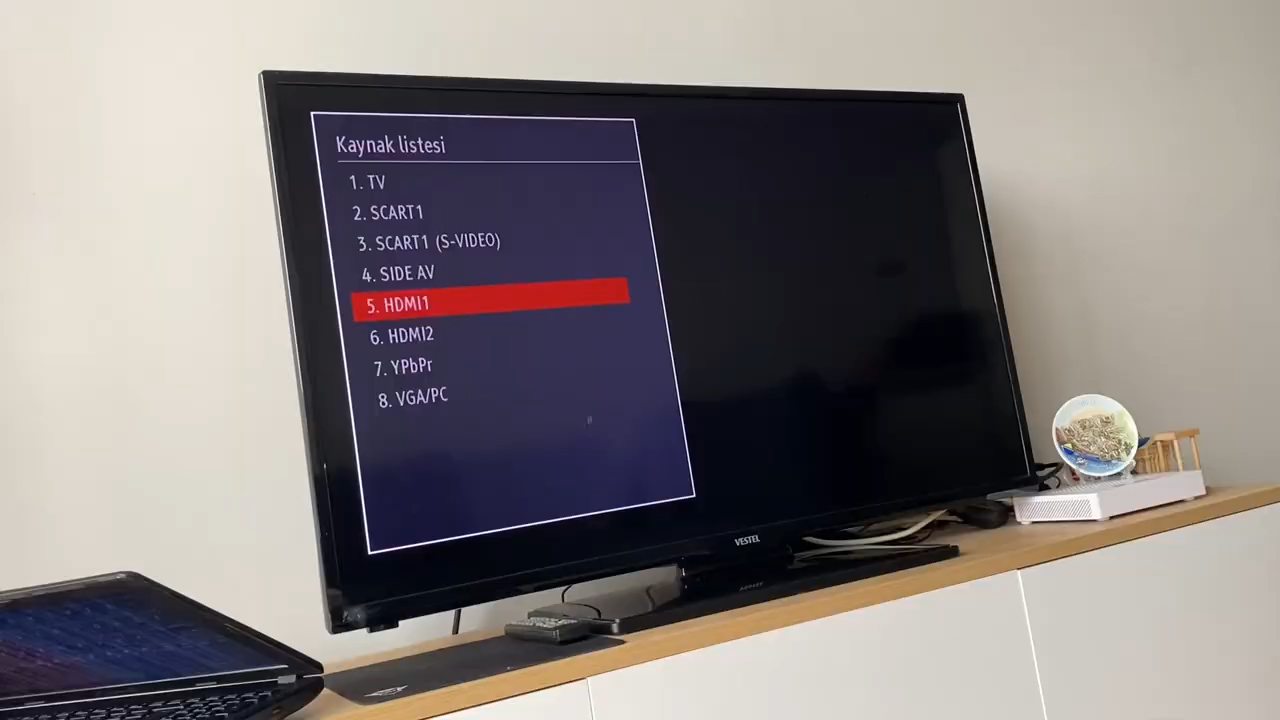 Kaynak listesi
1. TV
2. SCART1
3. SCART1 (S-VIDEO)
4. SIDE AV
5. HDMI1
6. HDMI2
7. YPbPr
8. VGA/PC
VESTEL